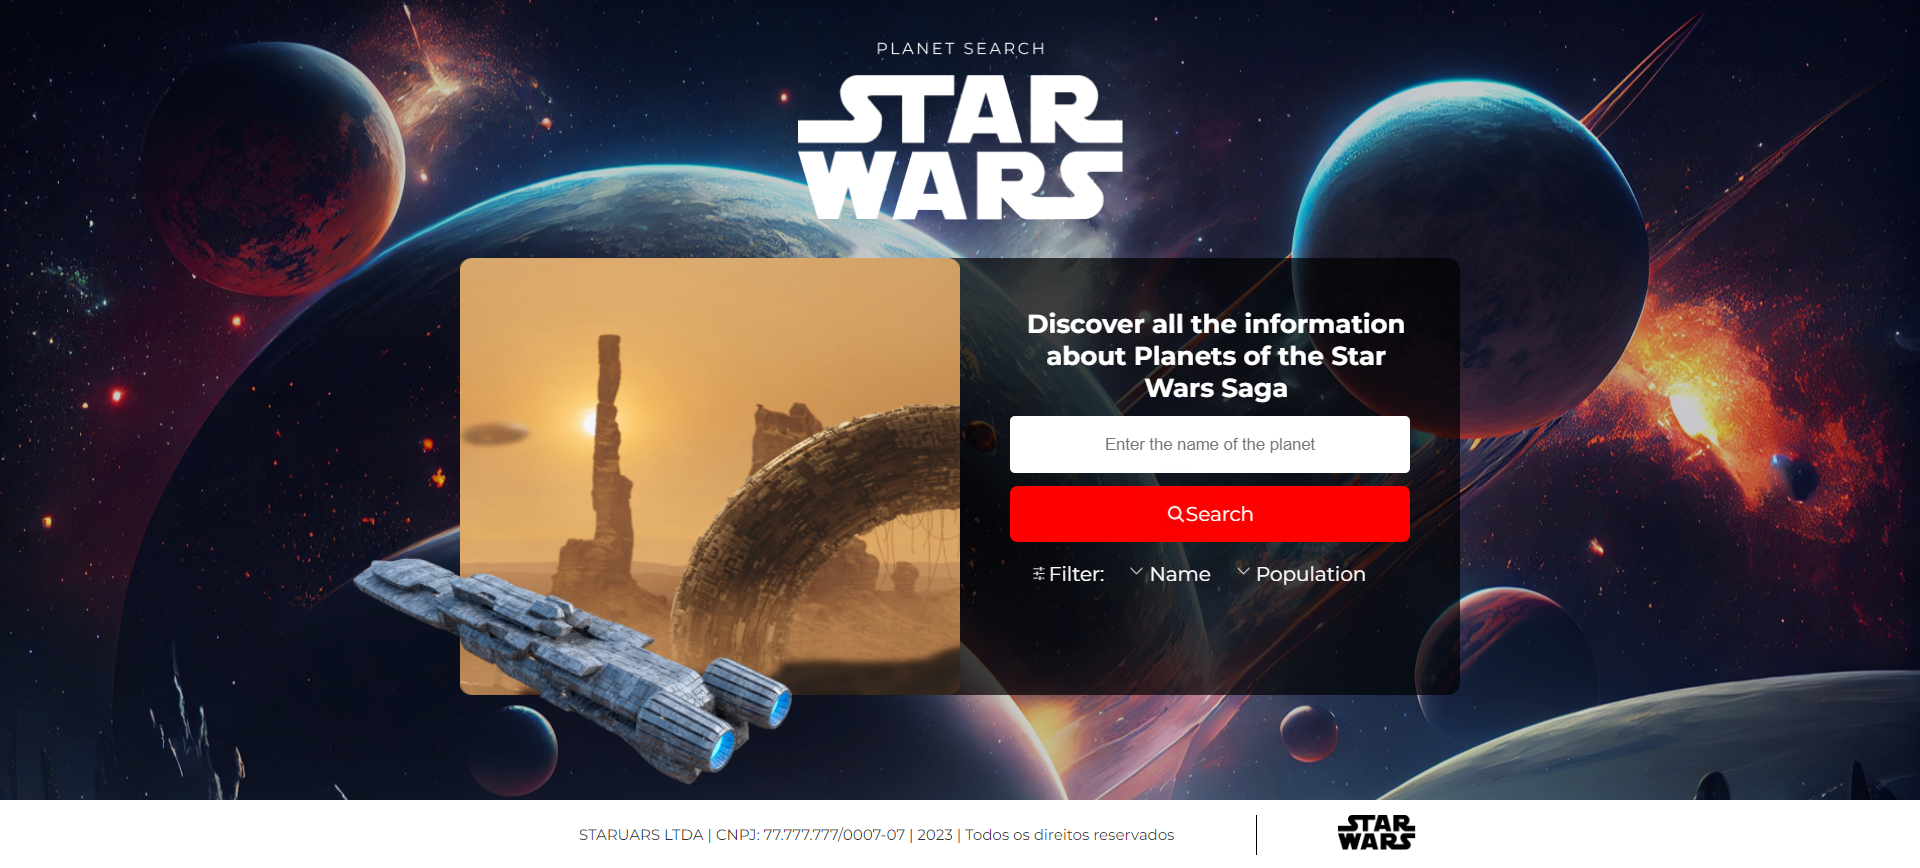 PLANET SEARCH
STAR
WARS
Discover all the information
about Planets of the Star
Wars Saga
Enter the name of the planet
Search
Filter: Name Population
STARUARS LTDA | CNPJ: 77.777.777/0007-07 | 2023 | Todos os direitos reservados
STAR
WARS